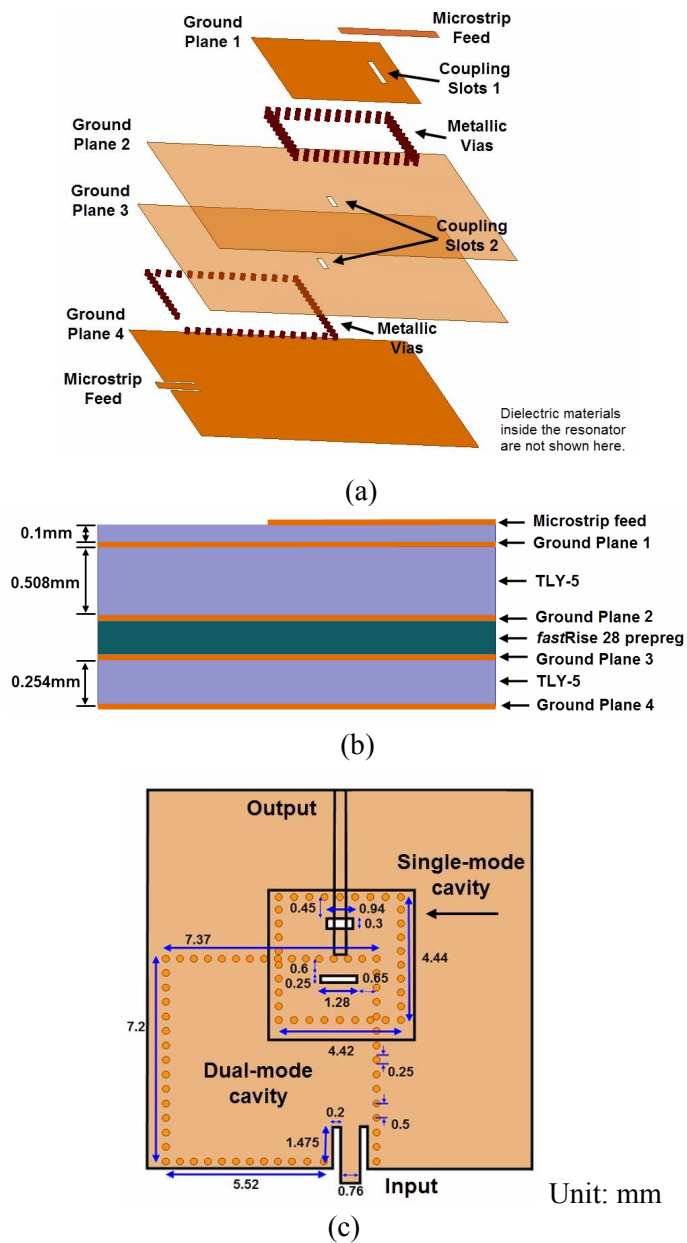 Ground
Plane 1
Microstrip
Feed
Coupling
Slots 1
Ground
Plane 2
Metallic
Vias
Ground
Plane 3
Coupling
Slots 2
Ground
Plane 4
Metallic
Vias
Microstrip
Feed
Dielectric materials
inside the resonator
are not shown here.
(a)
0.1mm
Microstrip feed
Ground Plane 1
0.508mm
TLY-5
Ground Plane 2
fastRise 28 prepreg
Ground Plane 3
0.254mm
TLY-5
Ground Plane 4
(b)
Output
Single-mode
cavity
0.45
0.94
0.3
7.37
4.44
0.6
0.25
0.65
1.28
7.2
4.42
Dual-mode
cavity
0.25
0.2
0.5
1.475
5.52
0.76
Input
Unit: mm
(c)